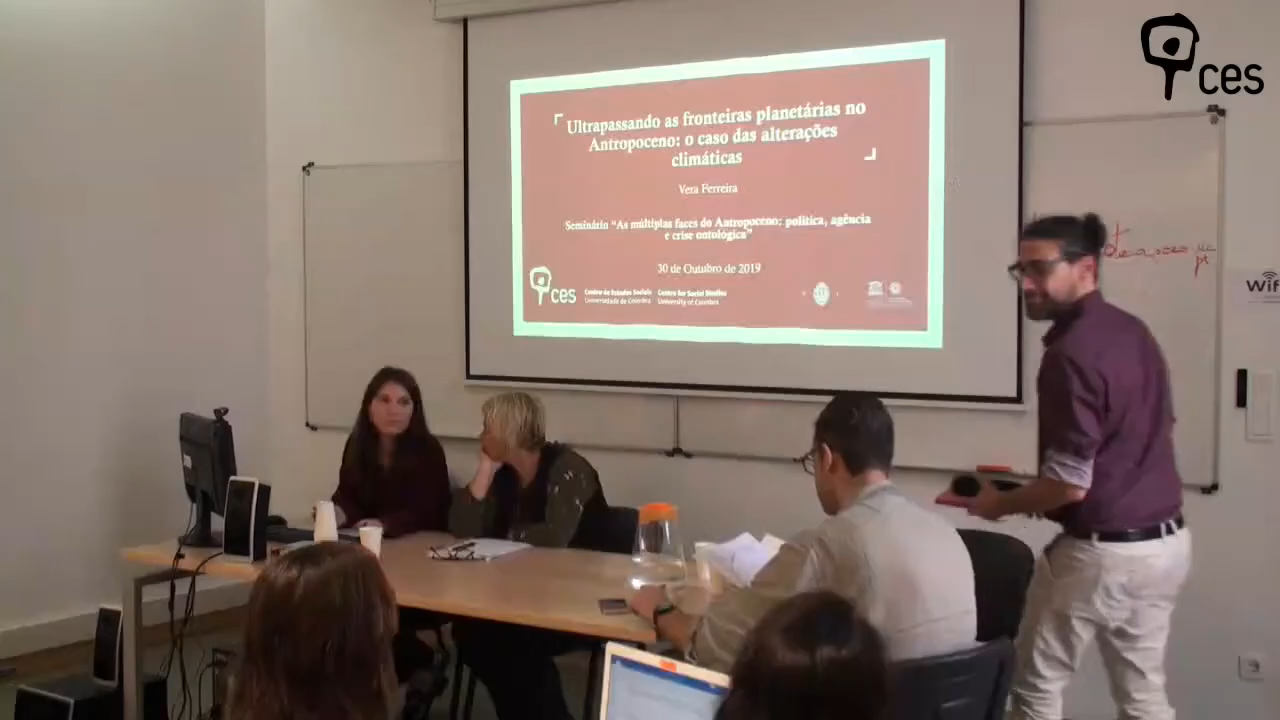 ces
Ultrapassando as fronteiras planetárias no
Antropoceno: o caso das alterações
climáticas
Vera Ferreira
Seminário "As múltiplas faces do Antropoceno: política, agência
e crise ontológica"
30 de Outubro de 2019
ces
Centro de Estudos Sociais
Universidade de Coimbra
Centro for Social Studies
University of Coimbra
Wifi